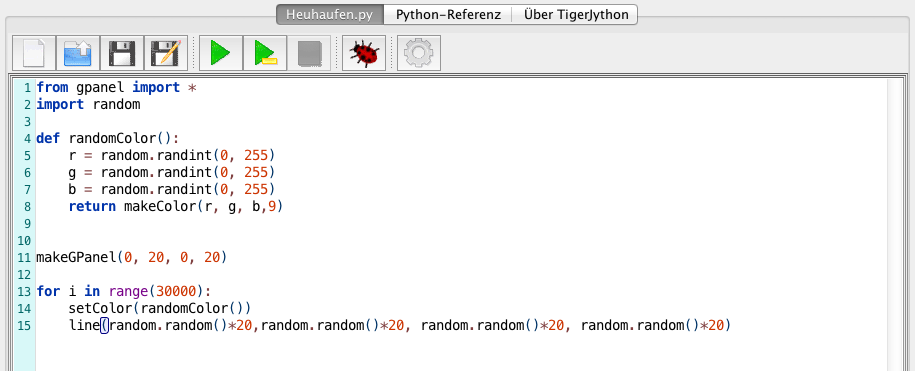 Heuhaufen.py Python-Referenz Über TigerJython
1 from gpanel import *
2 import random
3
4 def randomColor():
5     r = random.randint(0, 255)
6     g = random.randint(0, 255)
7     b = random.randint(0, 255)
8     return makeColor(r, g, b,9)
9
10
11 makeGPanel(0, 20, 0, 20)
12
13 for i in range(30000):
14     setColor(randomColor())
15     line(random.random()*20,random.random()*20, random.random()*20, random.random()*20)